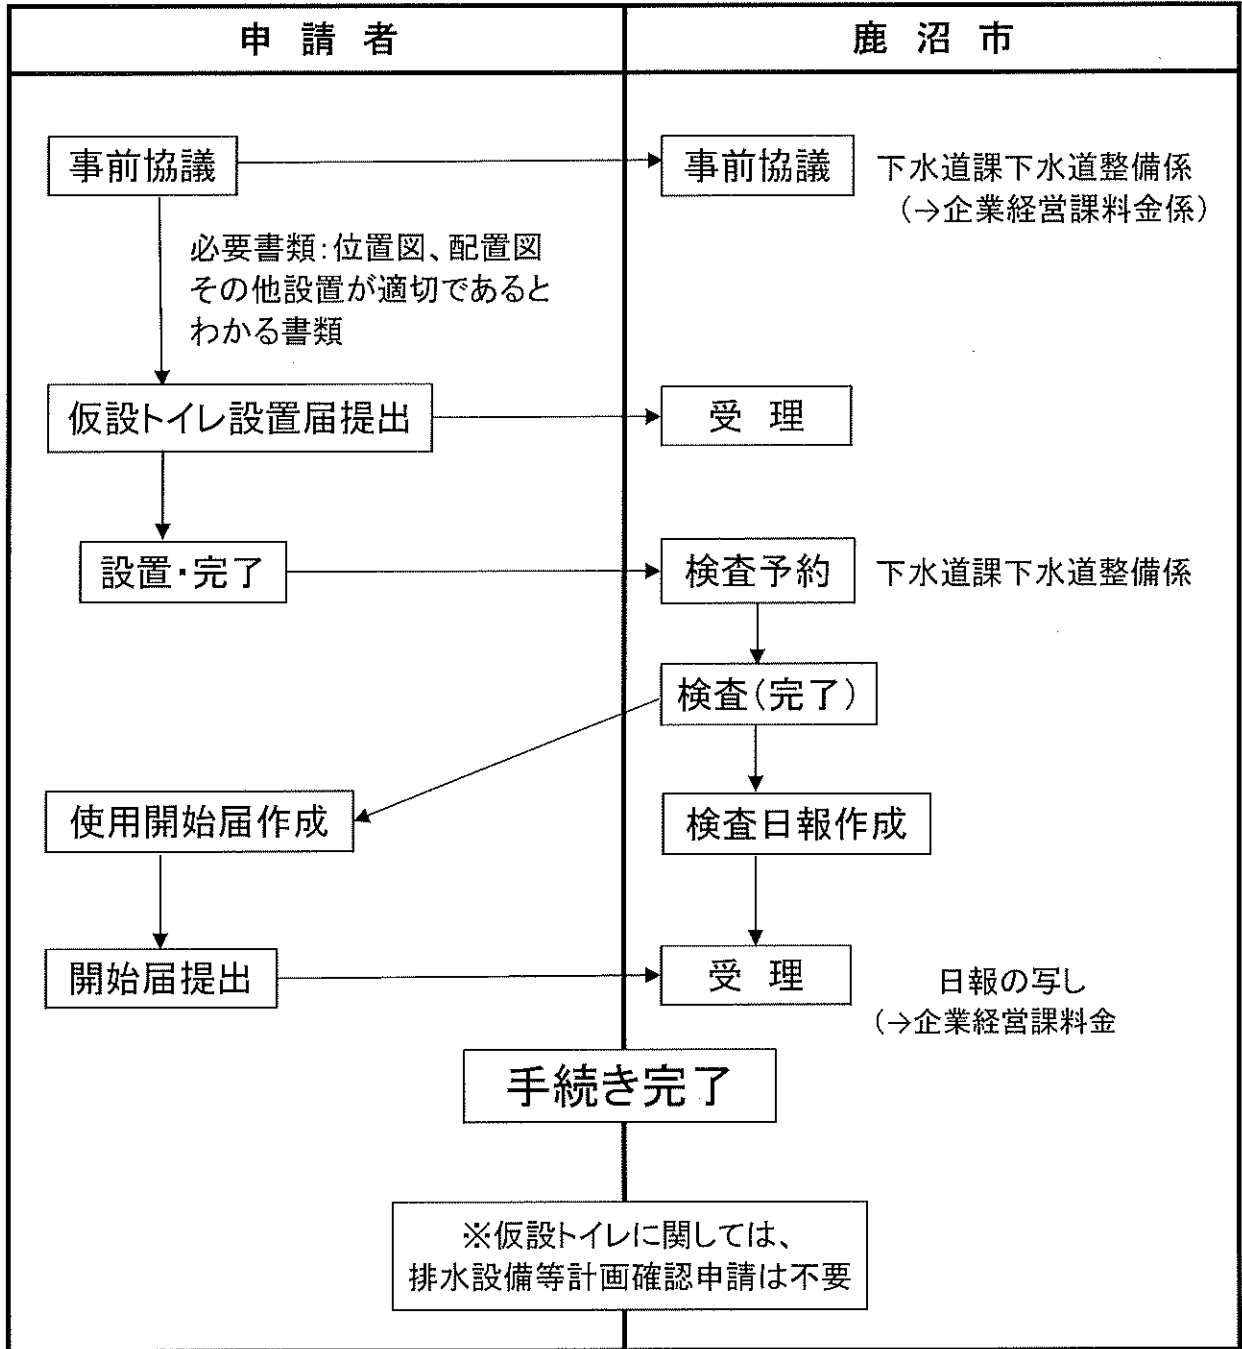 申請者
鹿沼市
事前協議
事前協議
下水道課下水道整備係
(→企業経営課料金係)
必要書類:位置図、配置図
その他設置が適切であると
わかる書類
仮設トイレ設置届提出
受理
設置・完了
検査予約
下水道課下水道整備係
検査(完了)
使用開始届作成
検査日報作成
開始届提出
受理
日報の写し
(→企業経営課料金
手続き完了
※仮設トイレに関しては、
排水設備等計画確認申請は不要